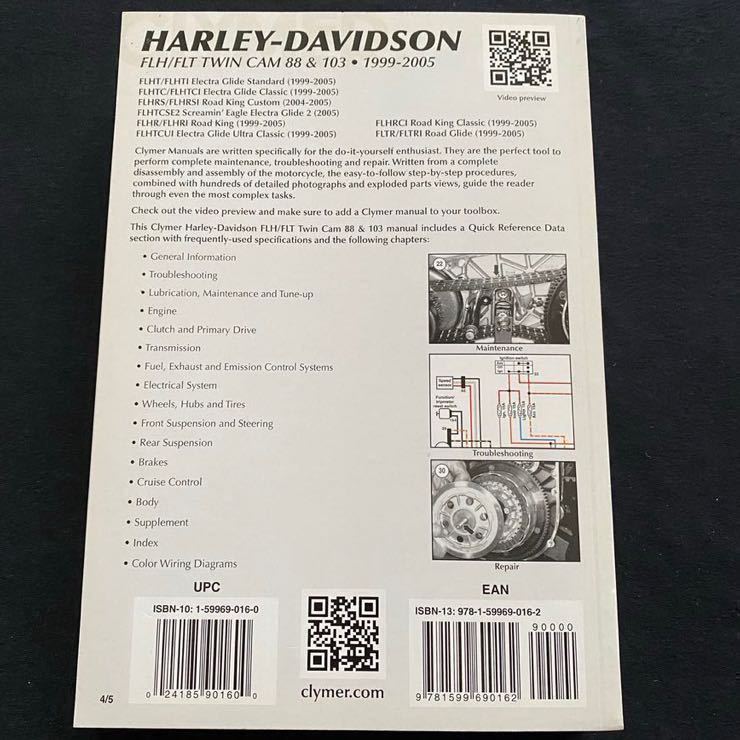 CLYMER
HARLEY-DAVIDSON
FLH/FLT TWIN CAM 88 & 103 • 1999-2005
Video preview
FLHT/FLHTI Electra Glide Standard (1999-2005)
FLHTC/FLHTCI Electra Glide Classic (1999-2005)
FLHRS/FLHRSI Road King Custom (2004-2005)
FLHTCSE2 Screamin' Eagle Electra Glide 2 (2005)
FLHR/FLHRI Road King (1999-2005)
FLHTCUI Electra Glide Ultra Classic (1999-2005)
FLHRCI Road King Classic (1999-2005)
FLTR/FLTRI Road Glide (1999-2005)
Clymer Manuals are written specifically for the do-it-yourself enthusiast. They are the perfect tool to
perform complete maintenance, troubleshooting and repair. Written from a complete
disassembly and assembly of the motorcycle, the easy-to-follow step-by-step procedures,
combined with hundreds of detailed photographs and exploded parts views, guide the reader
through even the most complex tasks.
Check out the video preview and make sure to add a Clymer manual to your toolbox.
This Clymer Harley-Davidson FLH/FLT Twin Cam 88 & 103 manual includes a Quick Reference Data
section with frequently-used specifications and the following chapters:
• General Information
• Troubleshooting
• Lubrication, Maintenance and Tune-up
• Engine
• Clutch and Primary Drive
• Transmission
• Fuel, Exhaust and Emission Control Systems
• Electrical System
• Wheels, Hubs and Tires
• Front Suspension and Steering
• Rear Suspension
• Brakes
• Cruise Control
• Body
• Supplement
• Index
• Color Wiring Diagrams
22
Maintenance
Ignition switch
Speed
sensor
Function/
tripmeter
reset switch
Troubleshooting
30
Repair
UPC
ISBN-10: 1-59969-016-0
0 24185 90160 0
4/5
clymer.com
EAN
ISBN-13: 978-1-59969-016-2
90000
9 781599 690162